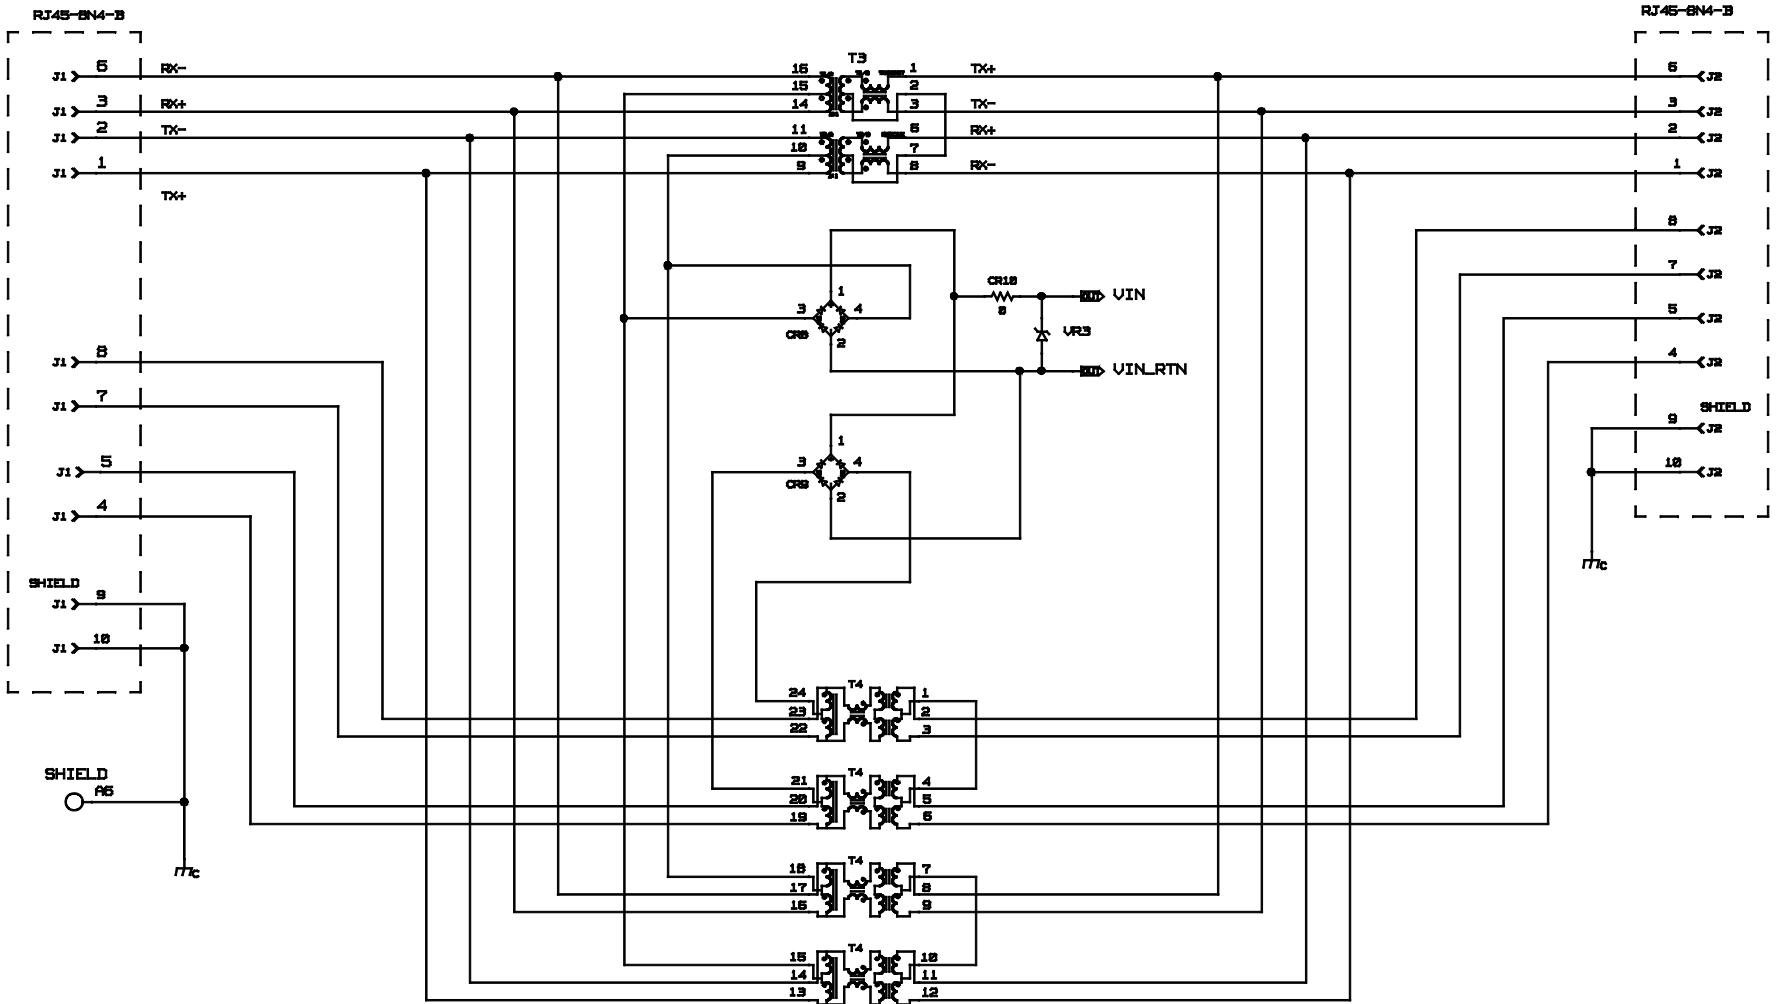 RJ45-8N4-B
RJ45-8N4-B
J1 6 RX- 16 T3 1 TX+ 6 J2
15 2
J1 3 RX+ 14 3 TX- 3 J2
J1 2 TX- 11 6 RX+ 2 J2
10 7
J1 1 9 8 RX- 1 J2
TX+
8 J2
7 J2
1 CR10 VIN
3 4 0
CR8 2 VR3
5 J2
J1 8 4 J2
VIN_RTN
J1 7
SHIELD
9 J2
1
J1 5 3 4 10 J2
CR9 2
J1 4
C
SHIELD
J1 9
J1 10
24 T4 1
23 2
22 3
SHIELD
A6
21 T4 4
20 5
19 6
C
18 T4 7
17 8
16 9
15 T4 10
14 11
13 12